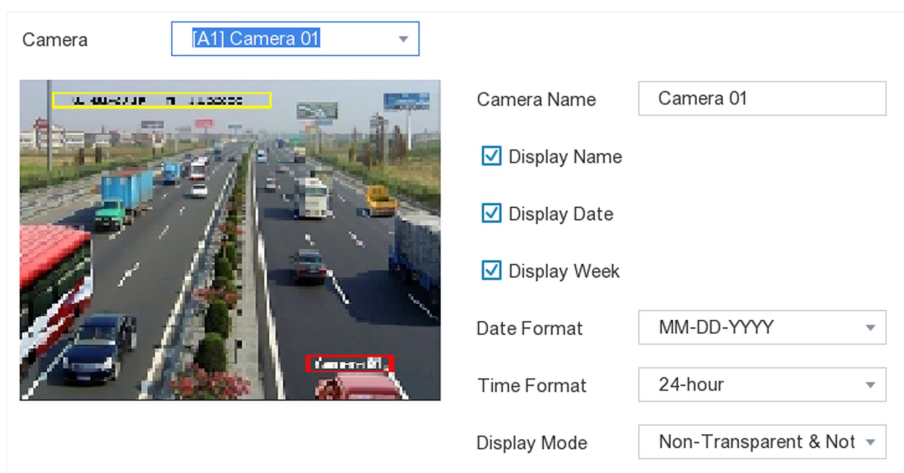 Camera
[A1] Camera 01
Camera Name
Camera 01
Display Name
Display Date
Display Week
Date Format
MM-DD-YYYY
Time Format
24-hour
Display Mode
Non-Transparent & Not